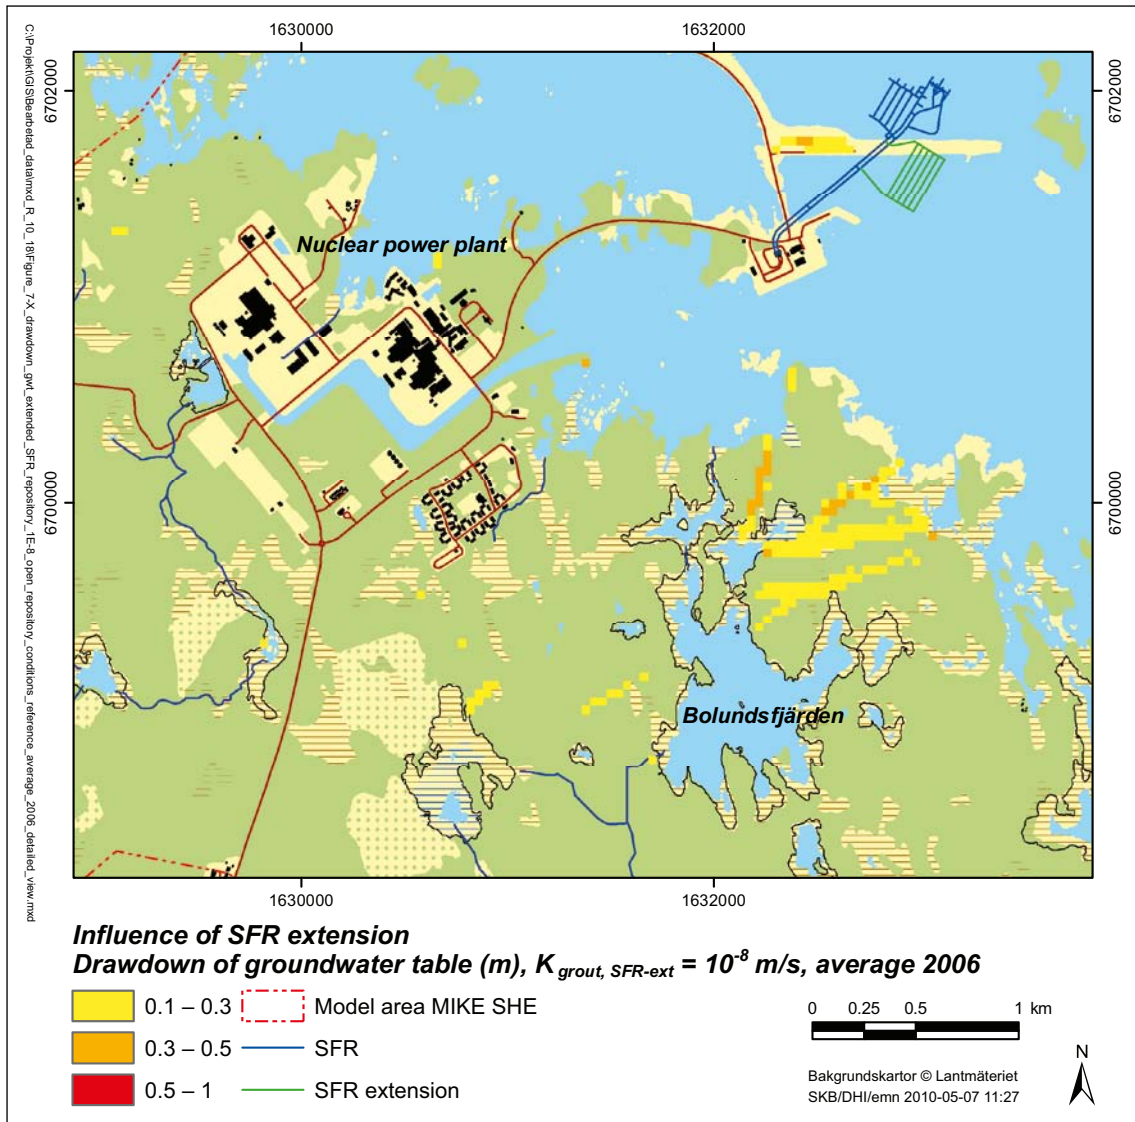 1630000 1632000
6702000 6702000
C:\Projekt\GIS\Bearbetad_data\mxd_R_10_18\Figure_7-X_drawdown_gwt_extended_SFR_repository_1E-8_open_repository_conditions_reference_average_2006_detailed_view.mxd
Nuclear power plant
6700000 6700000
Bolundsfjärden
1630000 1632000
Influence of SFR extension
Drawdown of groundwater table (m), K grout, SFR-ext = 10-8 m/s, average 2006
0.1 – 0.3 Model area MIKE SHE
0.3 – 0.5 SFR
0.5 – 1 SFR extension
0 0.25 0.5 1 km
N
Bakgrundskartor © Lantmäteriet
SKB/DHI/emn 2010-05-07 11:27